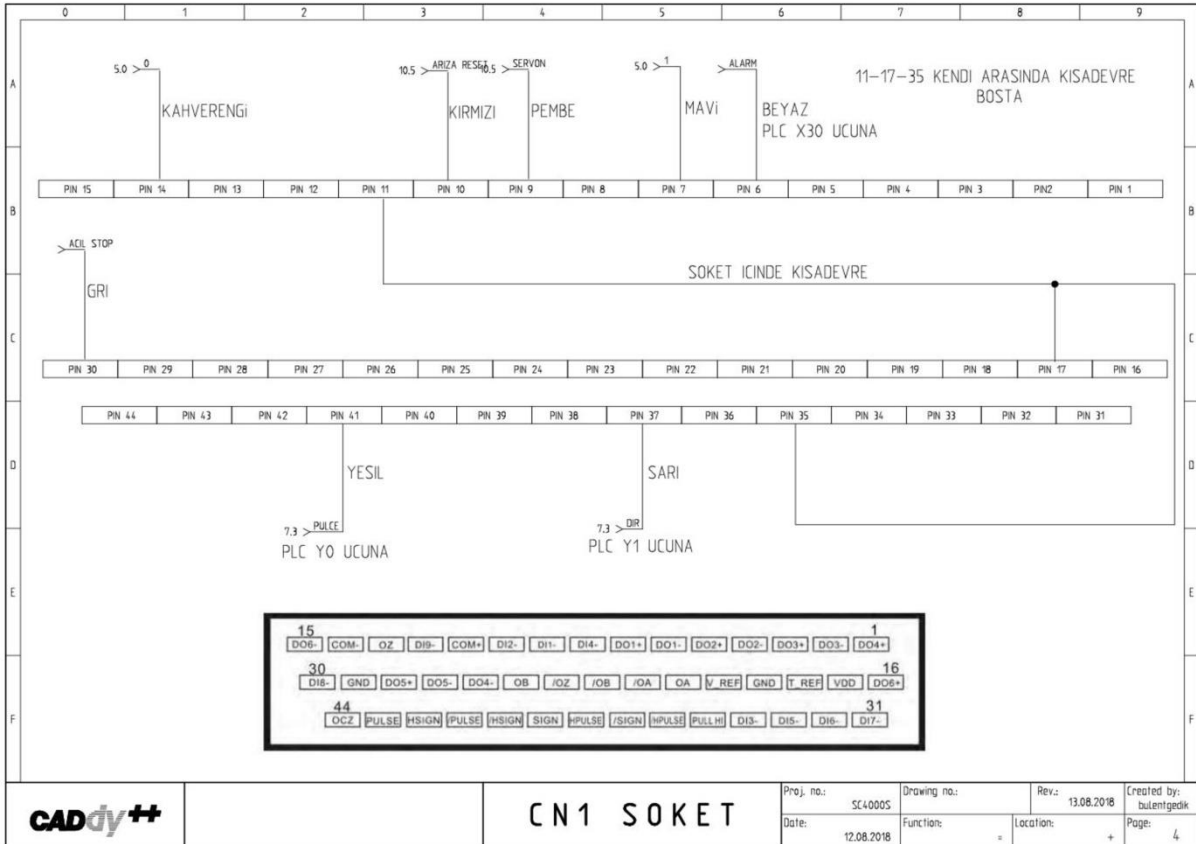 0 1 2 3 4 5 6 7 8 9
A A
B B
C C
D D
E E
F F
5.0 > 0
10.5 > ARIZA RESET
10.5 > SERVON
5.0 > 1
> ALARM
11-17-35 KENDI ARASINDA KISADEVRE
BOSTA
KAHVERENGi
KIRMIZI
PEMBE
MAVi
BEYAZ
PLC X30 UCUNA
PIN 15 PIN 14 PIN 13 PIN 12 PIN 11 PIN 10 PIN 9 PIN 8 PIN 7 PIN 6 PIN 5 PIN 4 PIN 3 PIN2 PIN 1
> ACIL STOP
GRI
SOKET ICINDE KISADEVRE
PIN 30 PIN 29 PIN 28 PIN 27 PIN 26 PIN 25 PIN 24 PIN 23 PIN 22 PIN 21 PIN 20 PIN 19 PIN 18 PIN 17 PIN 16
PIN 44 PIN 43 PIN 42 PIN 41 PIN 40 PIN 39 PIN 38 PIN 37 PIN 36 PIN 35 PIN 34 PIN 33 PIN 32 PIN 31
YESIL
SARI
7.3 > PULCE
PLC Y0 UCUNA
7.3 > DIR
PLC Y1 UCUNA
15 1
DO6- COM- OZ DI9- COM+ DI2- DI1- DI4- DO1+ DO1- DO2+ DO2- DO3+ DO3- DO4+
30 16
DI8- GND DO5+ DO5- DO4- OB /OZ /OB /OA OA V_REF GND T_REF VDD DO6+
44 31
OCZ PULSE HSIGN /PULSE /HSIGN SIGN HPULSE /SIGN /HPULSE PULL HI DI3- DI5- DI6- DI7-
CADdy++
CN1 SOKET
Proj. no.: SC4000S
Drawing no.:
Rev.: 13.08.2018
Created by: bulentgedik
Date: 12.08.2018
Function: =
Location: +
Page: 4